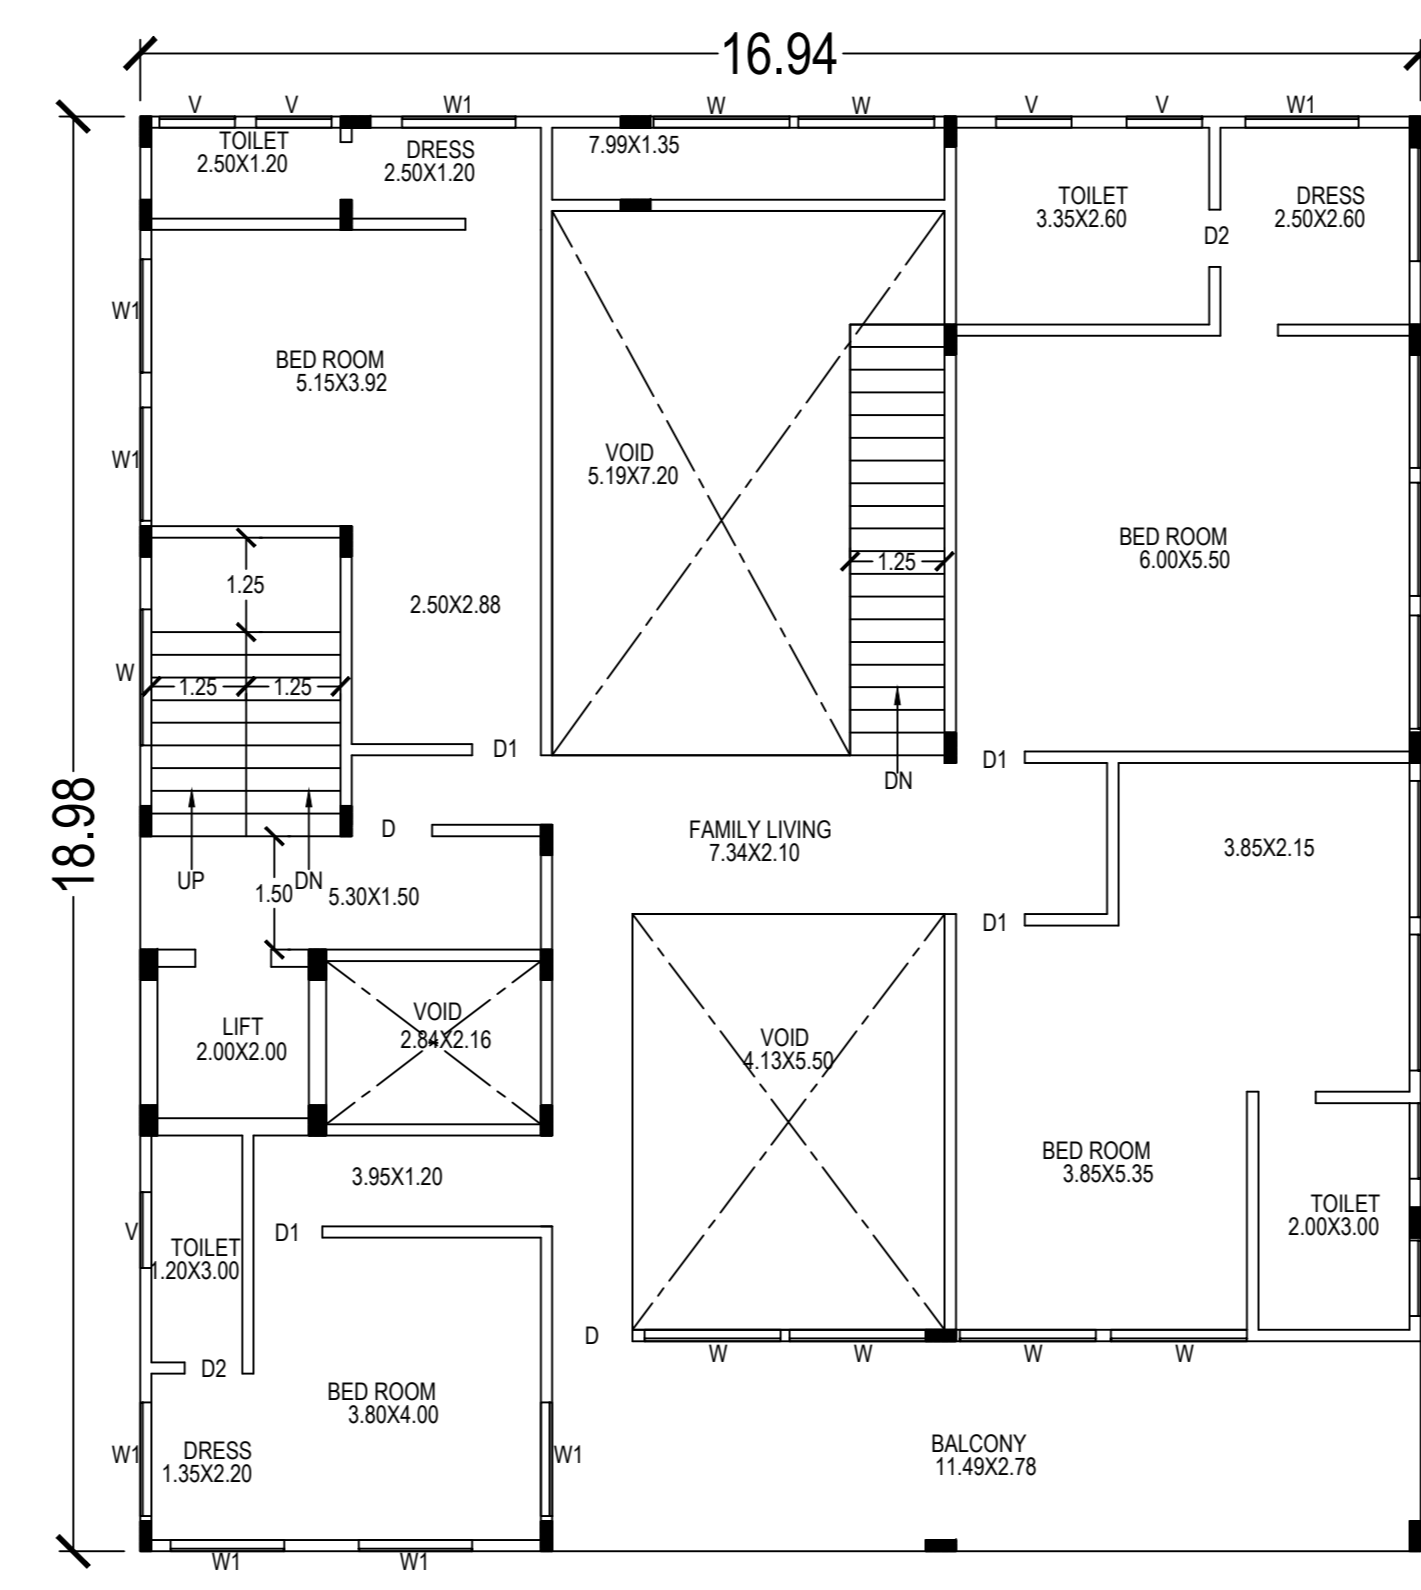 16.94
V
V
W1
W
W
V
V
W1
TOILET
2.50X1.20
DRESS
2.50X1.20
7.99X1.35
TOILET
3.35X2.60
DRESS
2.50X2.60
D2
W1
BED ROOM
5.15X3.92
W1
VOID
5.19X7.20
BED ROOM
6.00X5.50
1.25
1.25
2.50X2.88
W
1.25
1.25
D1
D1
DN
18.98
D
FAMILY LIVING
7.34X2.10
3.85X2.15
UP
DN
1.50
5.30X1.50
D1
LIFT
2.00X2.00
VOID
2.84X2.16
VOID
4.13X5.50
BED ROOM
3.85X5.35
3.95X1.20
TOILET
2.00X3.00
V
D1
TOILET
1.20X3.00
D
W
W
W
W
D2
BED ROOM
3.80X4.00
W1
DRESS
1.35X2.20
W1
BALCONY
11.49X2.78
W1
W1